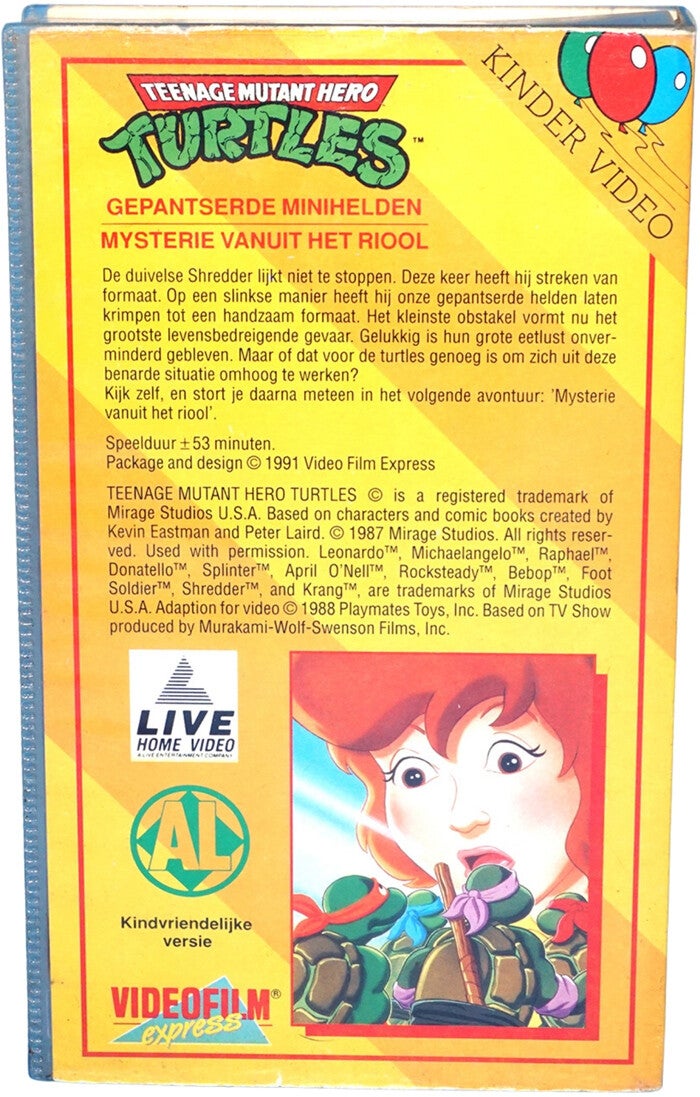 KINDER VIDEO
TEENAGE MUTANT HERO
TURTLES™
GEPANTSERDE MINIHELDEN
MYSTERIE VANUIT HET RIOOL
De duivelse Shredder lijkt niet te stoppen. Deze keer heeft hij streken van
formaat. Op een slinkse manier heeft hij onze gepantserde helden laten
krimpen tot een handzaam formaat. Het kleinste obstakel vormt nu het
grootste levensbedreigende gevaar. Gelukkig is hun grote eetlust onver-
minderd gebleven. Maar of dat voor de turtles genoeg is om zich uit deze
benarde situatie omhoog te werken?
Kijk zelf, en stort je daarna meteen in het volgende avontuur: 'Mysterie
vanuit het riool'.
Speelduur ± 53 minuten.
Package and design © 1991 Video Film Express
TEENAGE MUTANT HERO TURTLES © is a registered trademark of
Mirage Studios U.S.A. Based on characters and comic books created by
Kevin Eastman and Peter Laird. © 1987 Mirage Studios. All rights reser-
ved. Used with permission. Leonardo™, Michaelangelo™, Raphael™,
Donatello™, Splinter™, April O'Nell™, Rocksteady™, Bebop™, Foot
Soldier™, Shredder™, and Krang™, are trademarks of Mirage Studios
U.S.A. Adaption for video © 1988 Playmates Toys, Inc. Based on TV Show
produced by Murakami-Wolf-Swenson Films, Inc.
LIVE
HOME VIDEO
A LIVE ENTERTAINMENT COMPANY
AL
Kindvriendelijke
versie
VIDEOFILM®
express